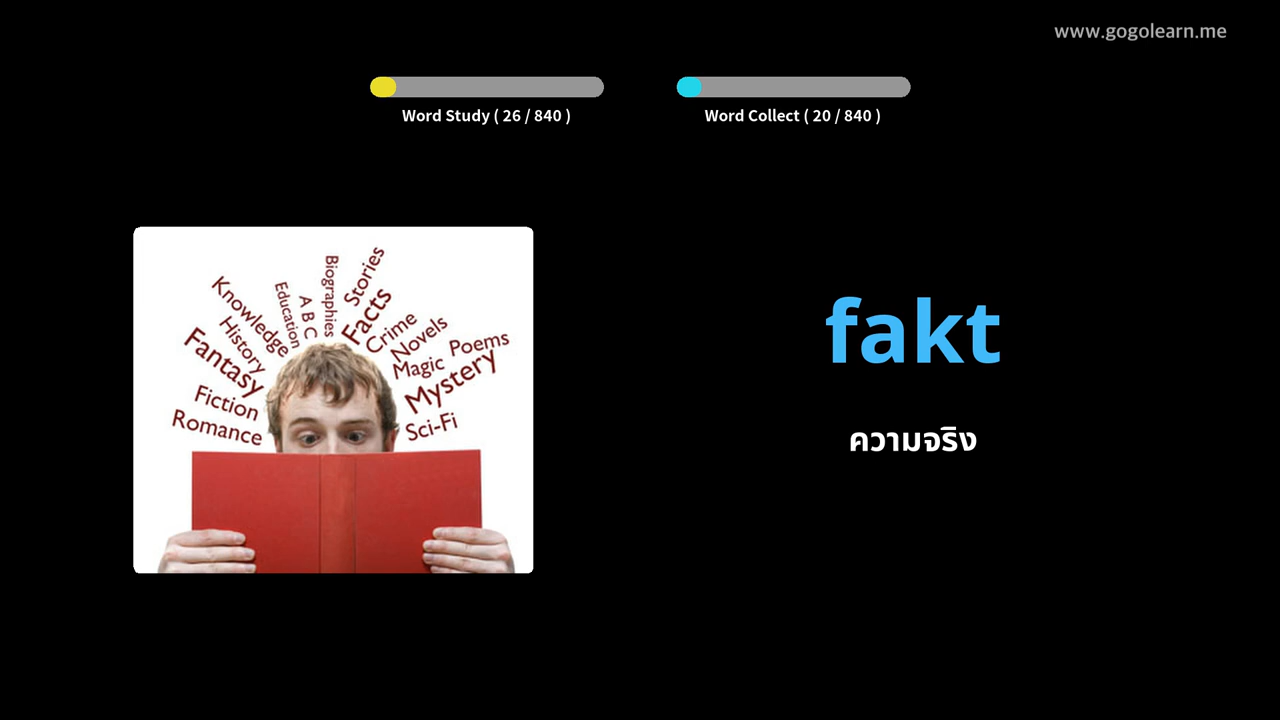 www.gogolearn.me
Word Study ( 26 / 840 )
Word Collect ( 20 / 840 )
Knowledge
History
Fantasy
Fiction
Romance
Education
A B C
Biographies
Stories
Facts
Crime
Novels
Magic
Poems
Mystery
Sci-Fi
fakt
ความจริง